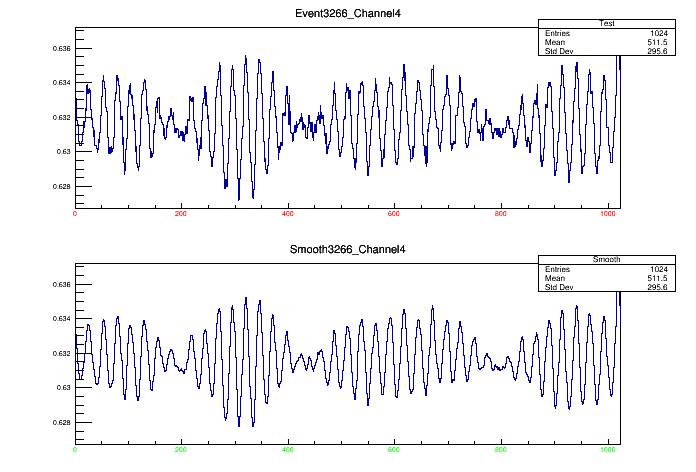 Event3266_Channel4
Test
Entries 1024
Mean 511.5
Std Dev 295.6
0.636
0.634
0.632
0.63
0.628
0 200 400 600 800 1000
Smooth3266_Channel4
Smooth
Entries 1024
Mean 511.5
Std Dev 295.6
0.636
0.634
0.632
0.63
0.628
0 200 400 600 800 1000